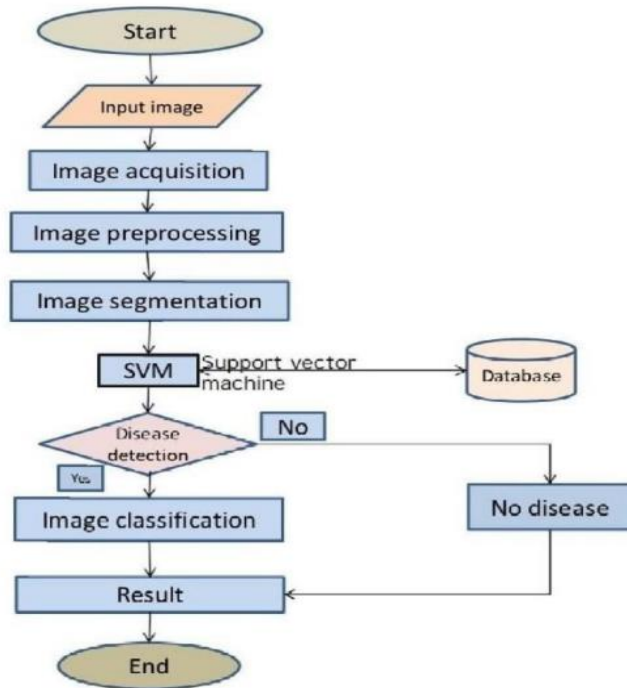 Start
Input image
Image acquisition
Image preprocessing
Image segmentation
SVM
Support vector
machine
Database
Disease
detection
No
Yes
Image classification
No disease
Result
End